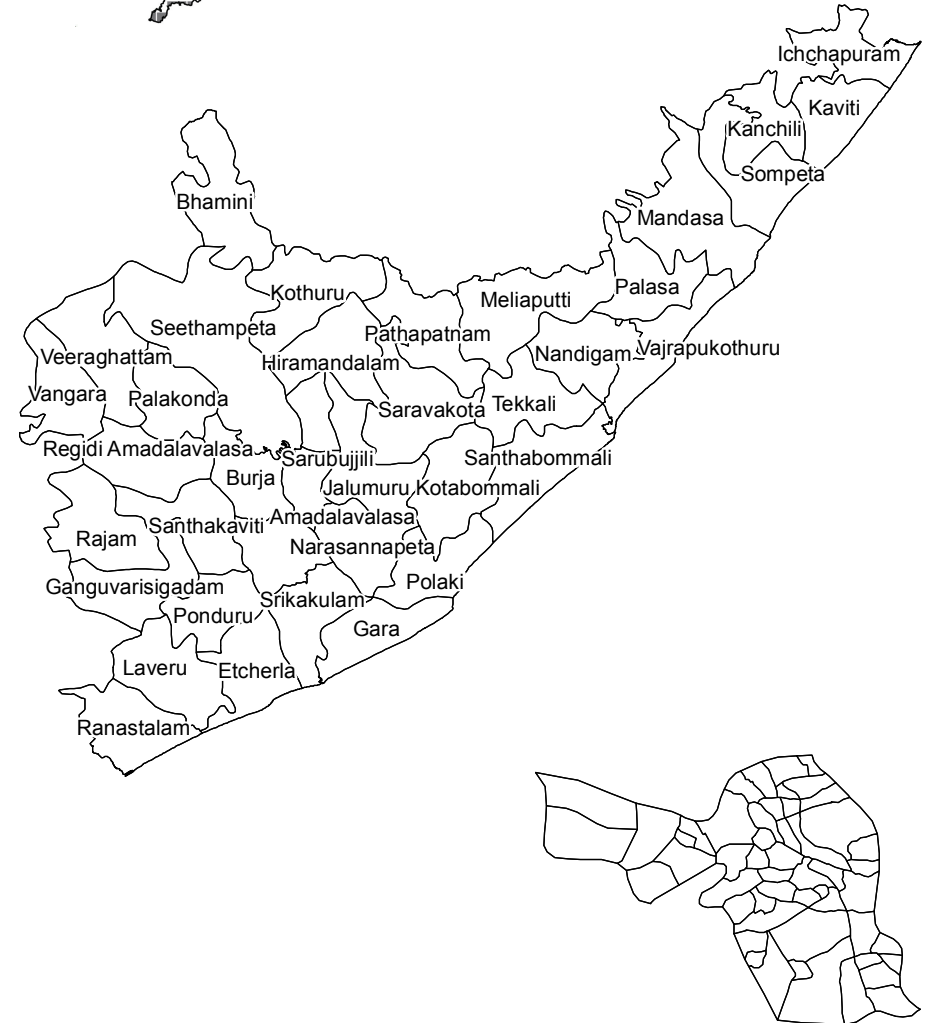 Ichchapuram
Kaviti
Kanchili
Sompeta
Bhamini
Mandasa
Palasa
Kothuru
Meliaputti
Seethampeta
Pathapatnam
Vajrapukothuru
Nandigam
Veeraghattam
Hiramandalam
Vangara
Palakonda
Tekkali
Saravakota
Regidi Amadalavalasa
Sarubujjili
Santhabommali
Burja
Jalumuru
Kotabommali
Amadalavalasa
Santhakaviti
Rajam
Narasannapeta
Polaki
Ganguvarisigadam
Srikakulam
Ponduru
Gara
Laveru
Etcherla
Ranastalam